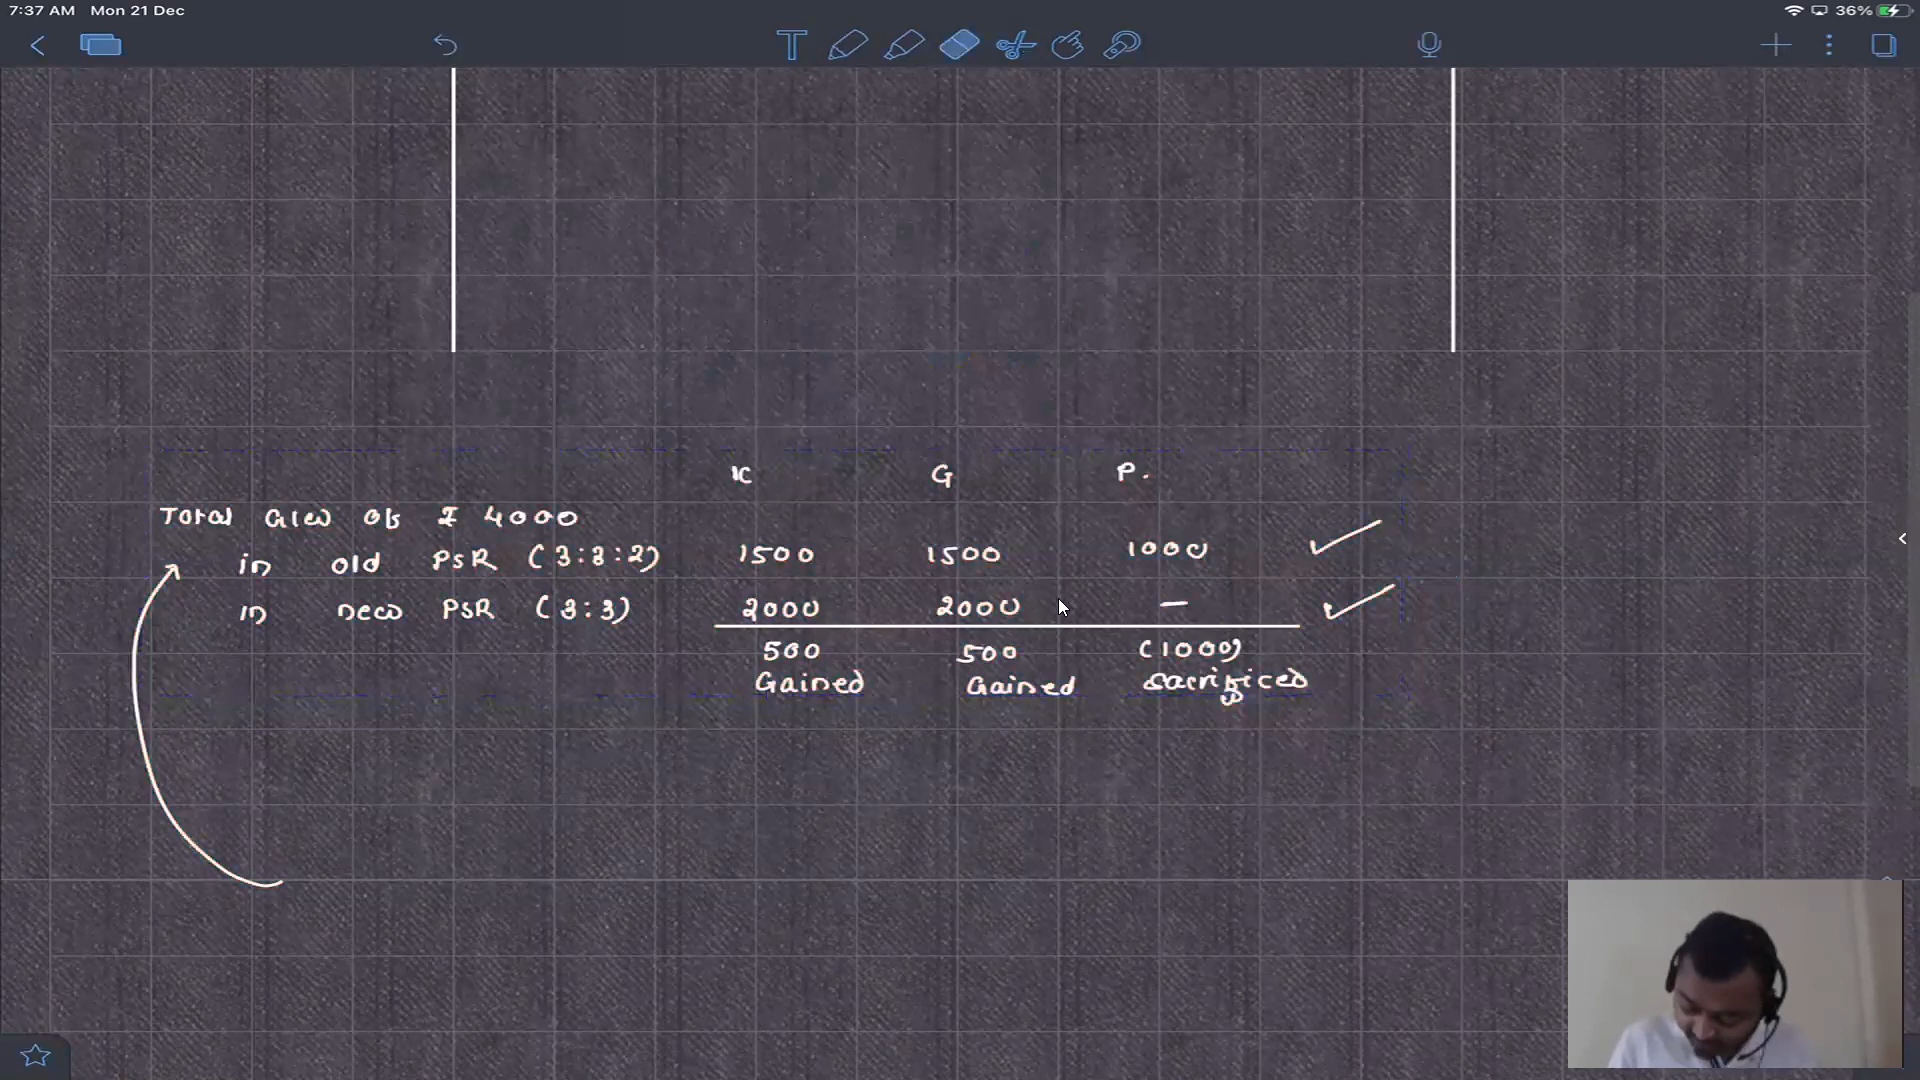 7:37 AM Mon 21 Dec
36%
K G P.
Total G/w of ₹ 4000
in old PSR (3:3:2) 1500 1500 1000
in new PSR (3:3) 2000 2000 —
500 500 (1000)
Gained Gained Sacrificed